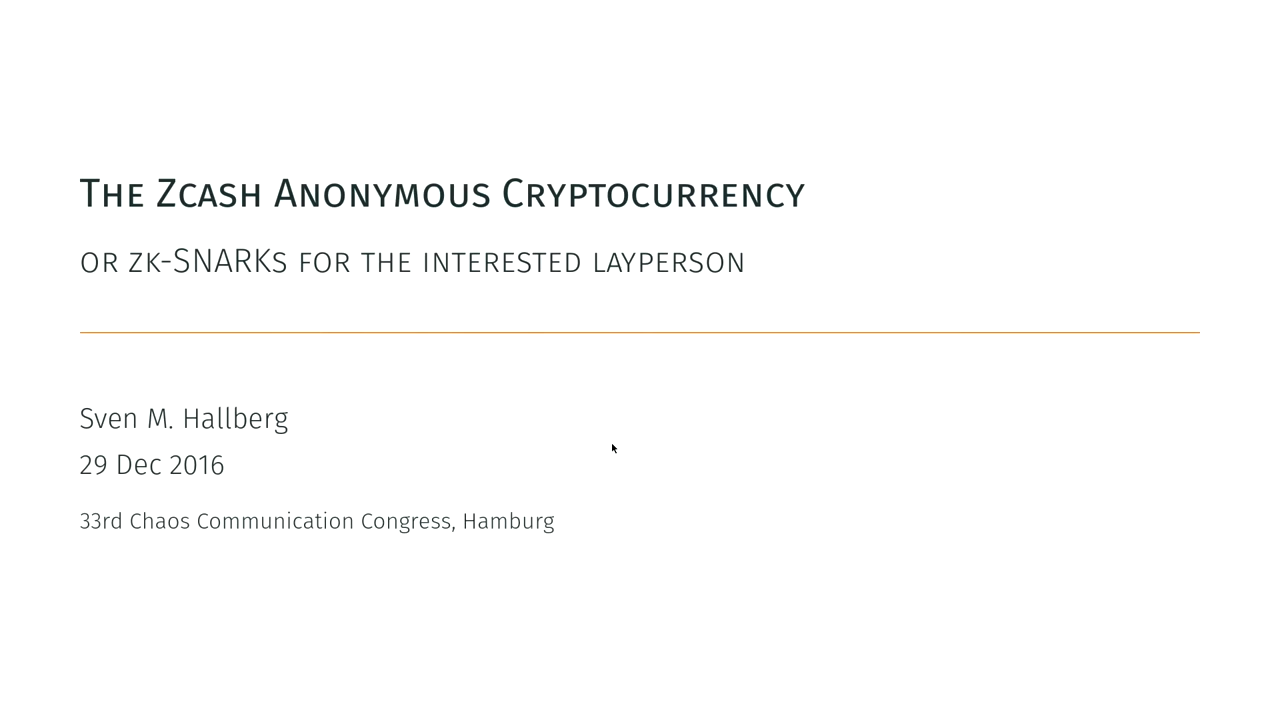 The Zcash Anonymous Cryptocurrency
or zk-SNARKs for the interested layperson
Sven M. Hallberg
29 Dec 2016
33rd Chaos Communication Congress, Hamburg